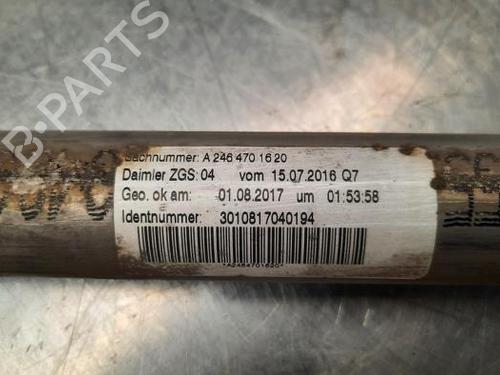 B-PARTS
Sachnummer: A 246 470 16 20
Daimler ZGS: 04 vom 15.07.2016 Q7
Geo. ok am: 01.08.2017 um 01:53:58
Identnummer: 3010817040194
*A2464701620*